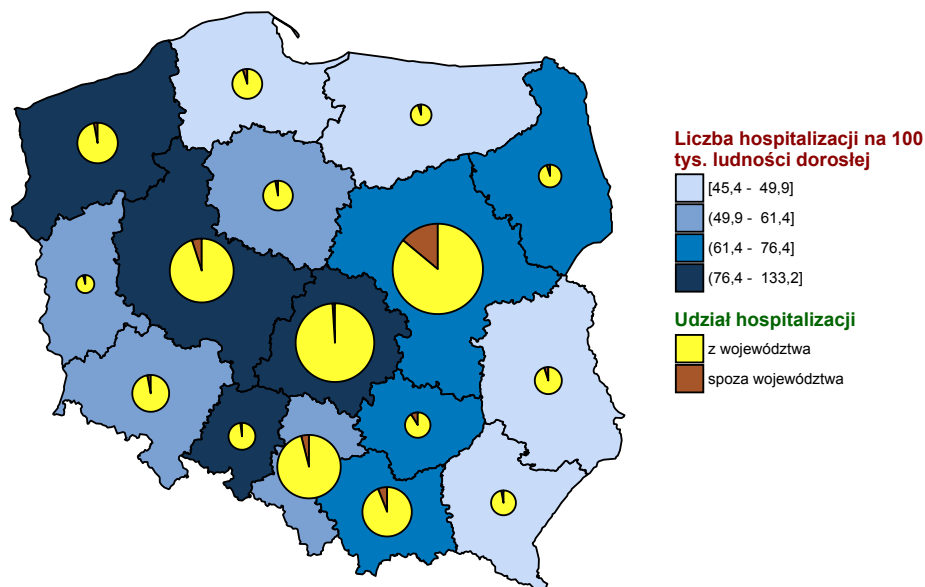 Liczba hospitalizacji na 100
tys. ludności dorosłej
[45,4 - 49,9]
(49,9 - 61,4]
(61,4 - 76,4]
(76,4 - 133,2]
Udział hospitalizacji
z województwa
spoza województwa